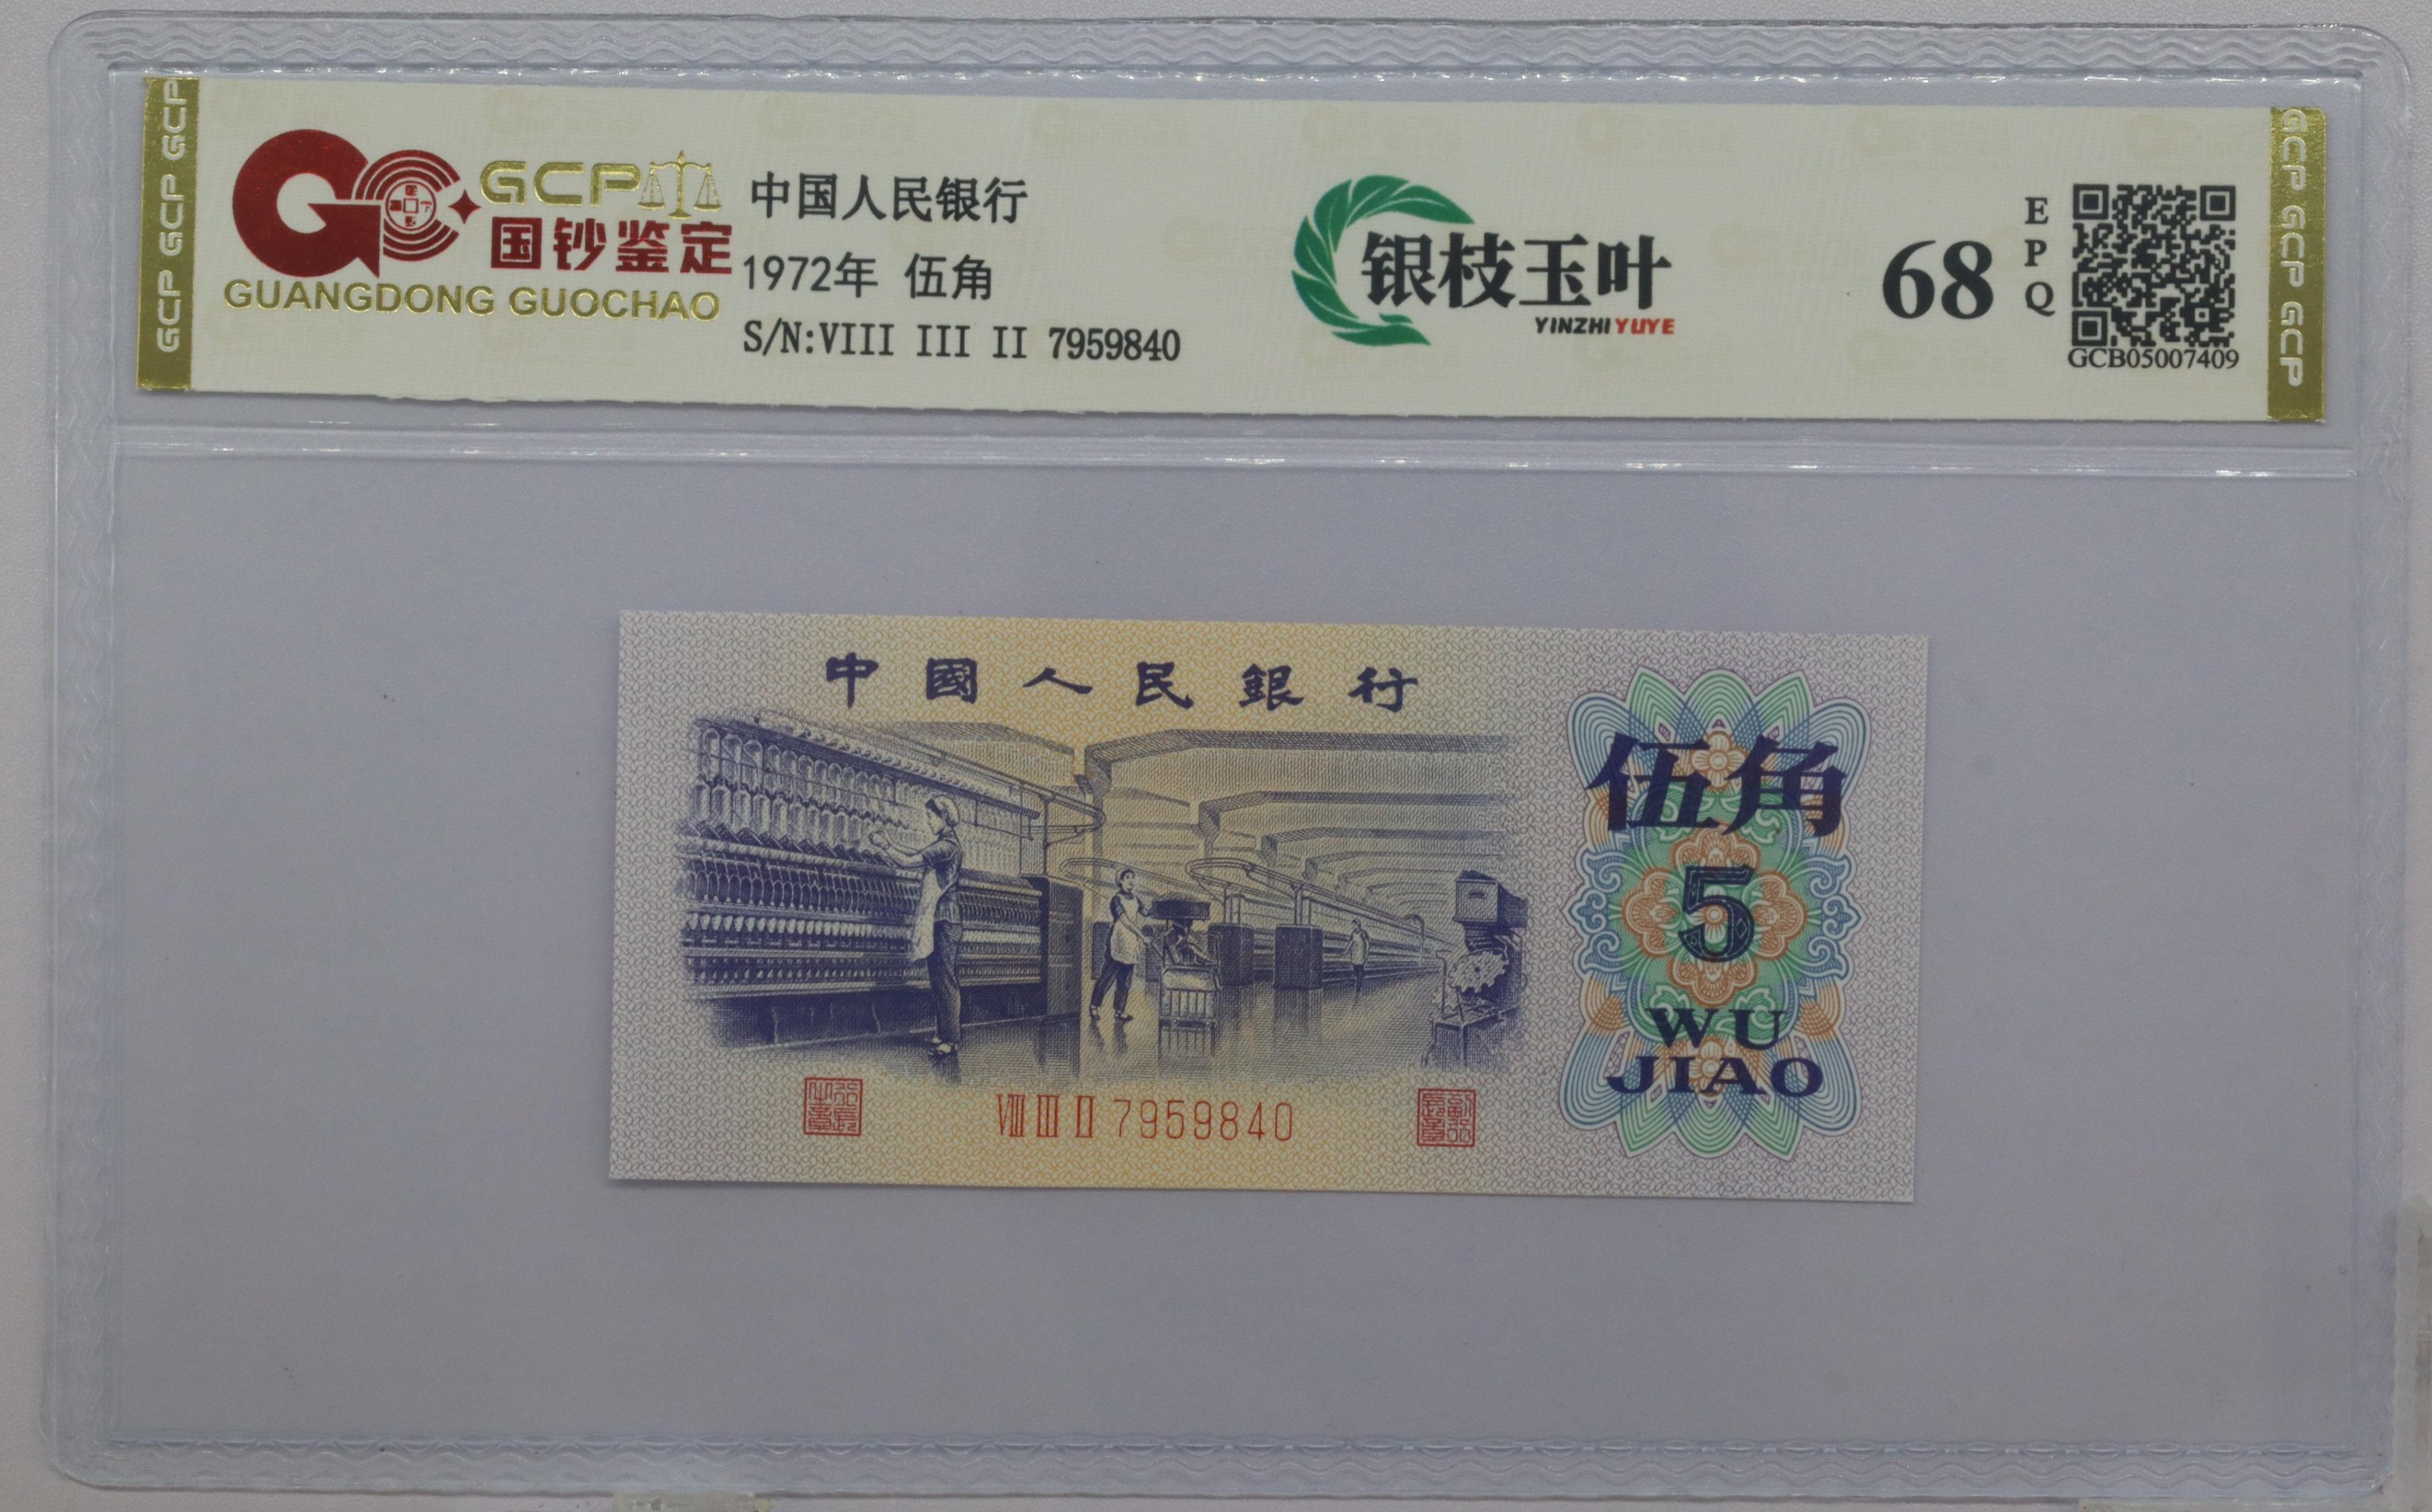 GCP GCP GCP
GCP
国钞鉴定
GUANGDONG GUOCHAO
中国人民银行
1972年 伍角
S/N:VIII III II 7959840
银枝玉叶
YINZHIYUYE
68
EPQ
GCB05007409
GCP GCP GCP
中國人民銀行
伍角
5
WU
JIAO
VIII III II 7959840